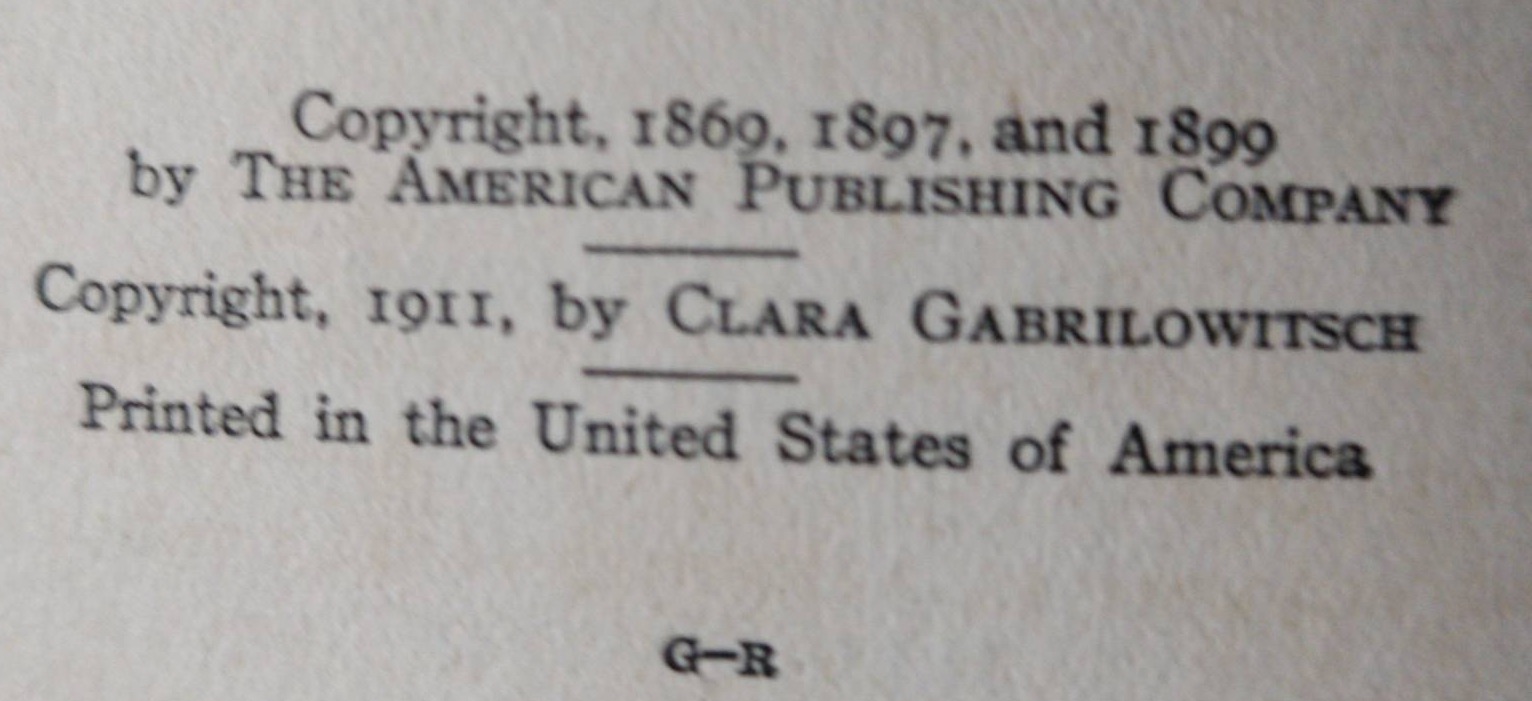 Copyright, 1869, 1897, and 1899
by THE AMERICAN PUBLISHING COMPANY
Copyright, 1911, by CLARA GABRILOWITSCH
Printed in the United States of America
G—R